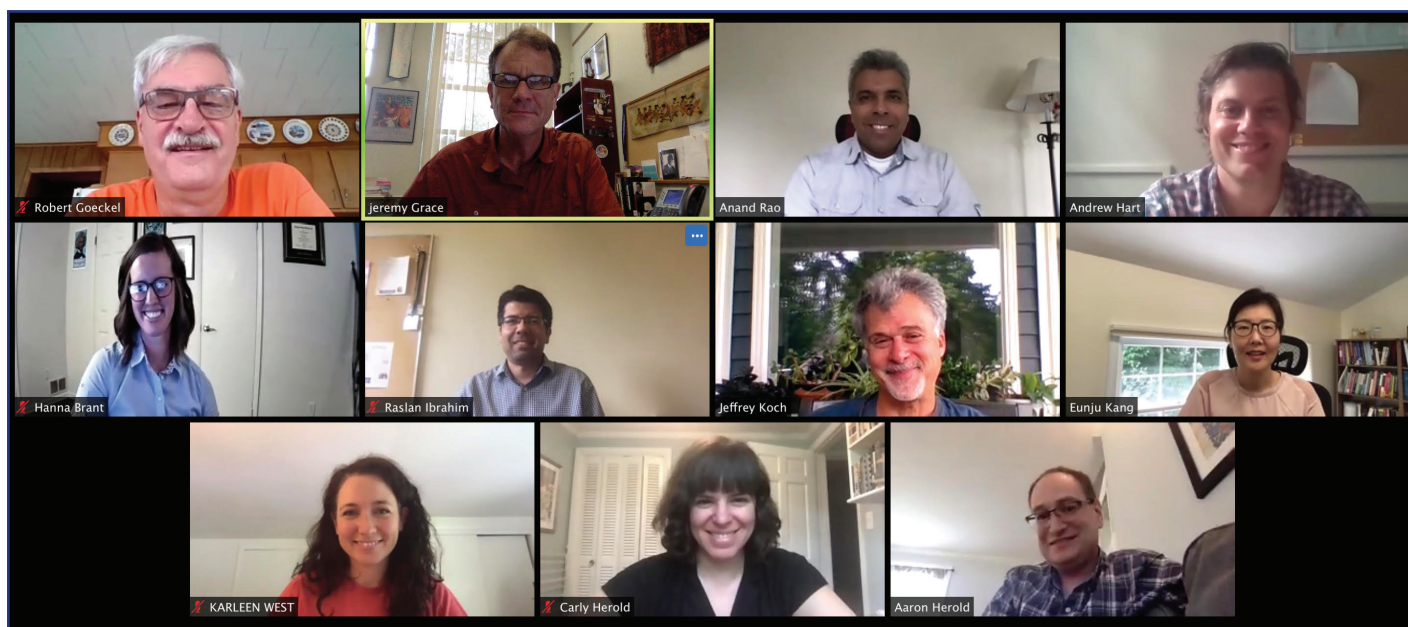 Robert Goeckel
jeremy Grace
Anand Rao
Andrew Hart
Hanna Brant
Raslan Ibrahim
Jeffrey Koch
Eunju Kang
KARLEEN WEST
Carly Herold
Aaron Herold